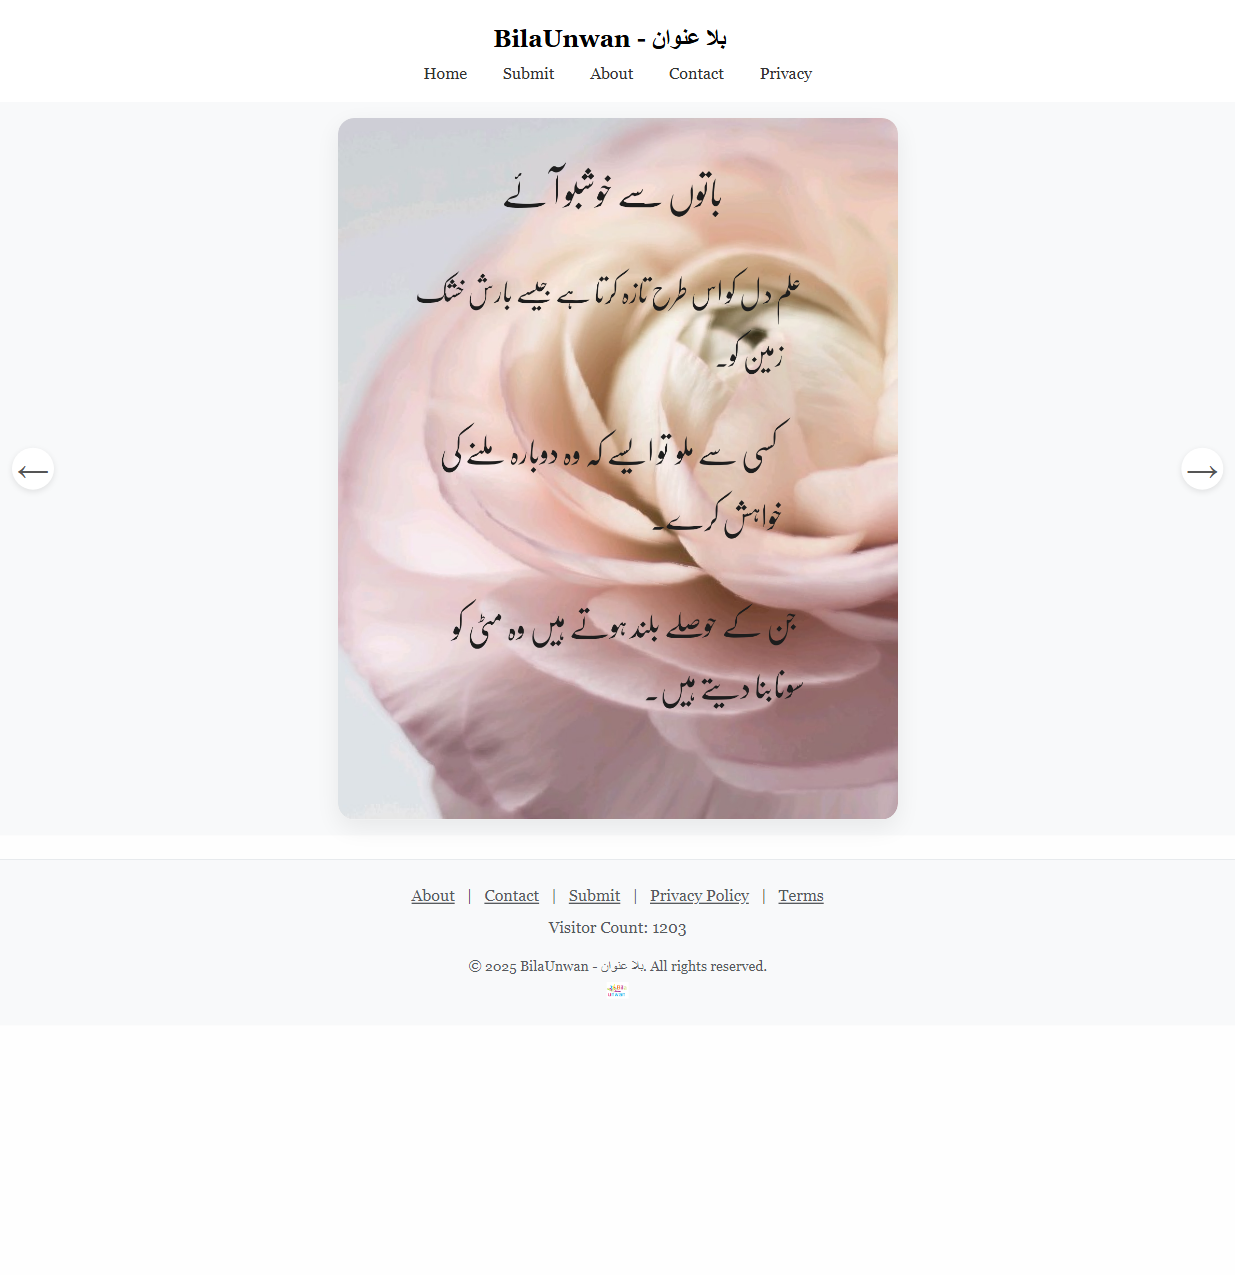 BilaUnwan - بلا عنوان
Home Submit About Contact Privacy
باتوں سے خوشبو آئے
علم دل کو اس طرح تازہ کرتا ہے جیسے بارش خشک
زمین کو۔
کسی سے ملو تو ایسے کہ وہ دوبارہ ملنے کی
خواہش کرے۔
جن کے حوصلے بلند ہوتے ہیں وہ مٹی کو
سونا بنا دیتے ہیں۔
← →
About | Contact | Submit | Privacy Policy | Terms
Visitor Count: 1203
© 2025 BilaUnwan - بلا عنوان. All rights reserved.